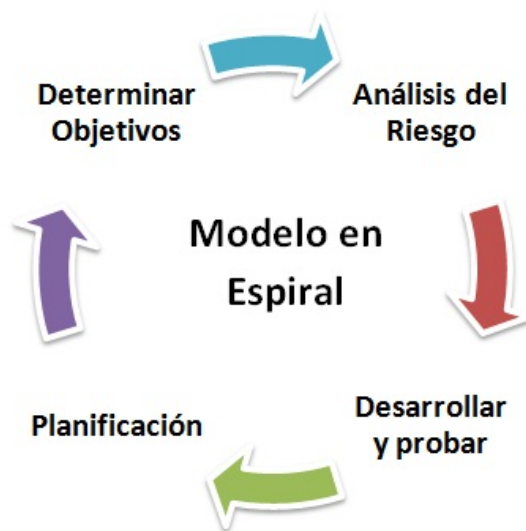 Determinar
Objetivos
Análisis del
Riesgo
Modelo en
Espiral
Desarrollar
y probar
Planificación